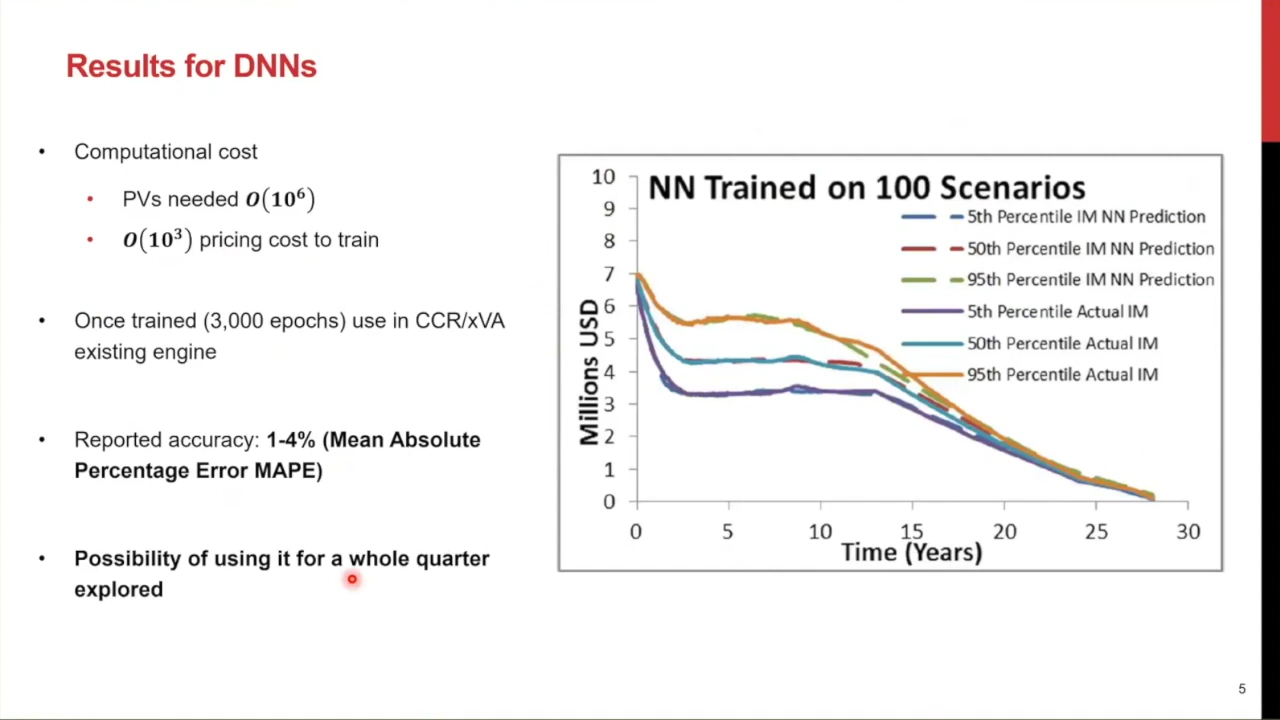 Results for DNNs
• Computational cost
• PVs needed O(10⁶)
• O(10³) pricing cost to train
• Once trained (3,000 epochs) use in CCR/xVA
existing engine
• Reported accuracy: 1-4% (Mean Absolute
Percentage Error MAPE)
• Possibility of using it for a whole quarter
explored
NN Trained on 100 Scenarios
5th Percentile IM NN Prediction
50th Percentile IM NN Prediction
95th Percentile IM NN Prediction
5th Percentile Actual IM
50th Percentile Actual IM
95th Percentile Actual IM
Millions USD
10
9
8
7
6
5
4
3
2
1
0
0 5 10 15 20 25 30
Time (Years)
5